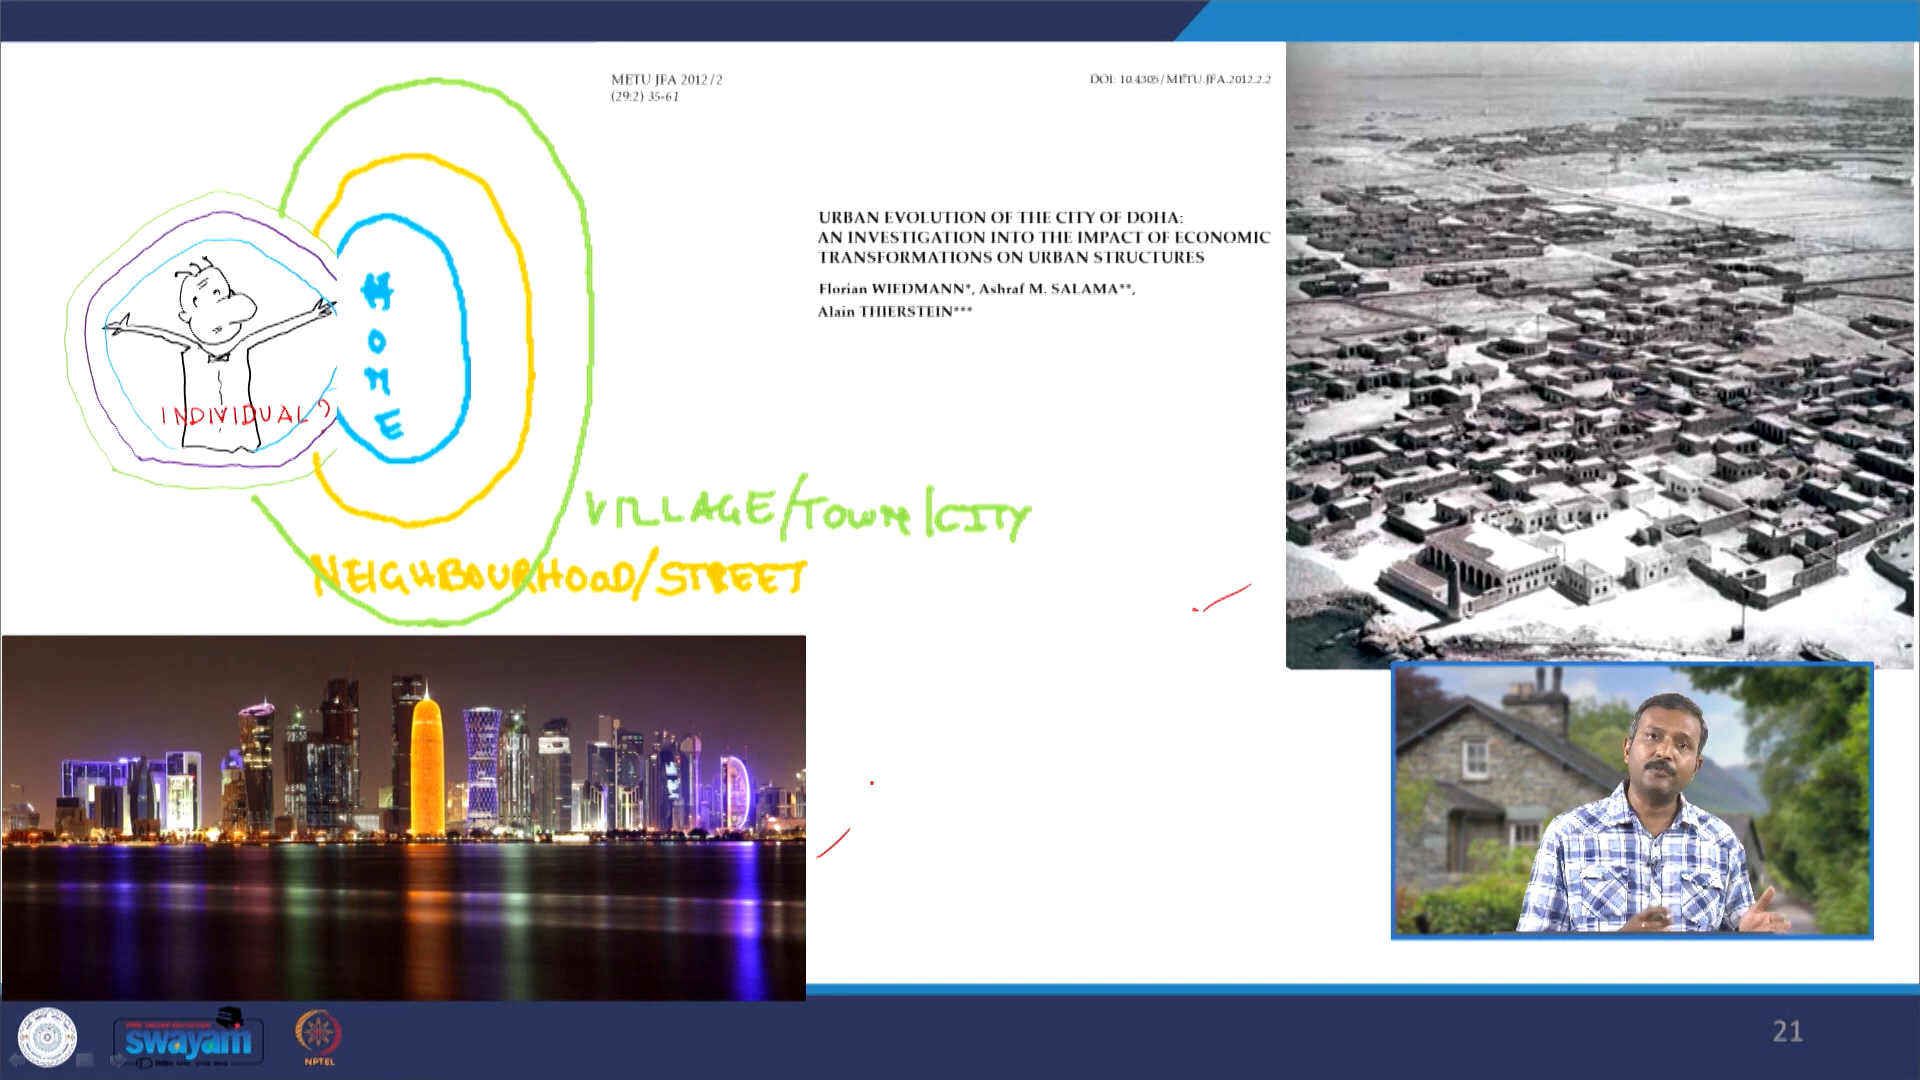 METU JFA 2012/2
(29:2) 35-61
DOI: 10.4305/METU.JFA.2012.2.2
URBAN EVOLUTION OF THE CITY OF DOHA:
AN INVESTIGATION INTO THE IMPACT OF ECONOMIC
TRANSFORMATIONS ON URBAN STRUCTURES
Florian WIEDMANN*, Ashraf M. SALAMA**,
Alain THIERSTEIN***
HOME
INDIVIDUAL
VILLAGE/TOWN/CITY
NEIGHBOURHOOD/STREET
swayam
NPTEL
21